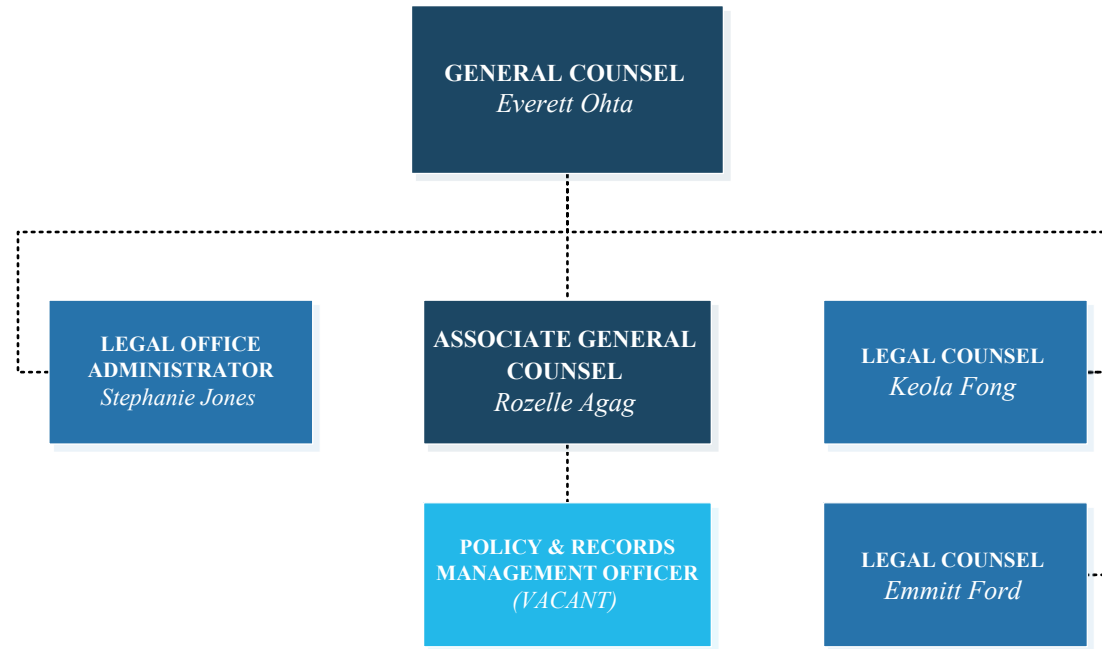 GENERAL COUNSEL
Everett Ohta
LEGAL OFFICE
ADMINISTRATOR
Stephanie Jones
ASSOCIATE GENERAL
COUNSEL
Rozelle Agag
LEGAL COUNSEL
Keola Fong
POLICY & RECORDS
MANAGEMENT OFFICER
(VACANT)
LEGAL COUNSEL
Emmitt Ford